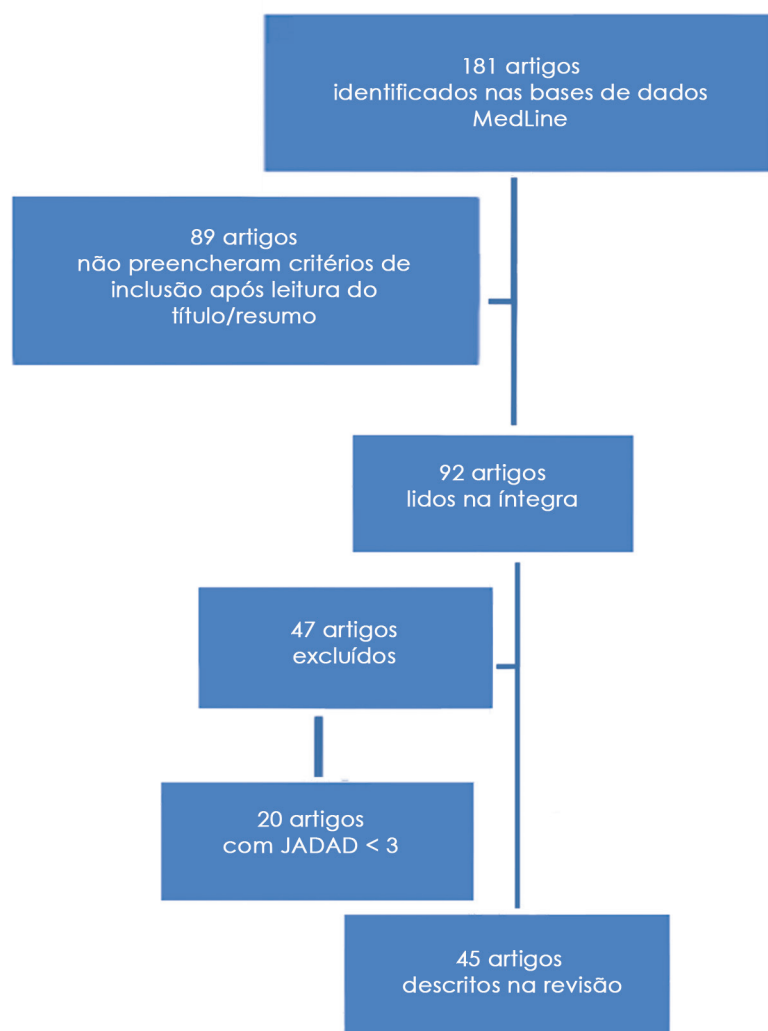 181 artigos
identificados nas bases de dados
MedLine
89 artigos
não preencheram critérios de
inclusão após leitura do
título/resumo
92 artigos
lidos na íntegra
47 artigos
excluídos
20 artigos
com JADAD < 3
45 artigos
descritos na revisão